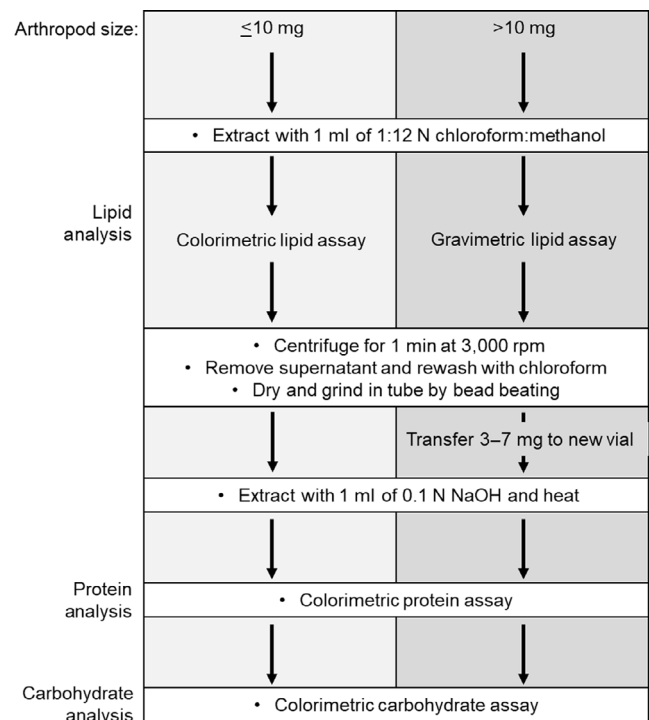 Arthropod size: ≤10 mg >10 mg
• Extract with 1 ml of 1:12 N chloroform:methanol
Lipid
analysis
Colorimetric lipid assay Gravimetric lipid assay
• Centrifuge for 1 min at 3,000 rpm
• Remove supernatant and rewash with chloroform
• Dry and grind in tube by bead beating
Transfer 3–7 mg to new vial
• Extract with 1 ml of 0.1 N NaOH and heat
Protein
analysis
• Colorimetric protein assay
Carbohydrate
analysis
• Colorimetric carbohydrate assay